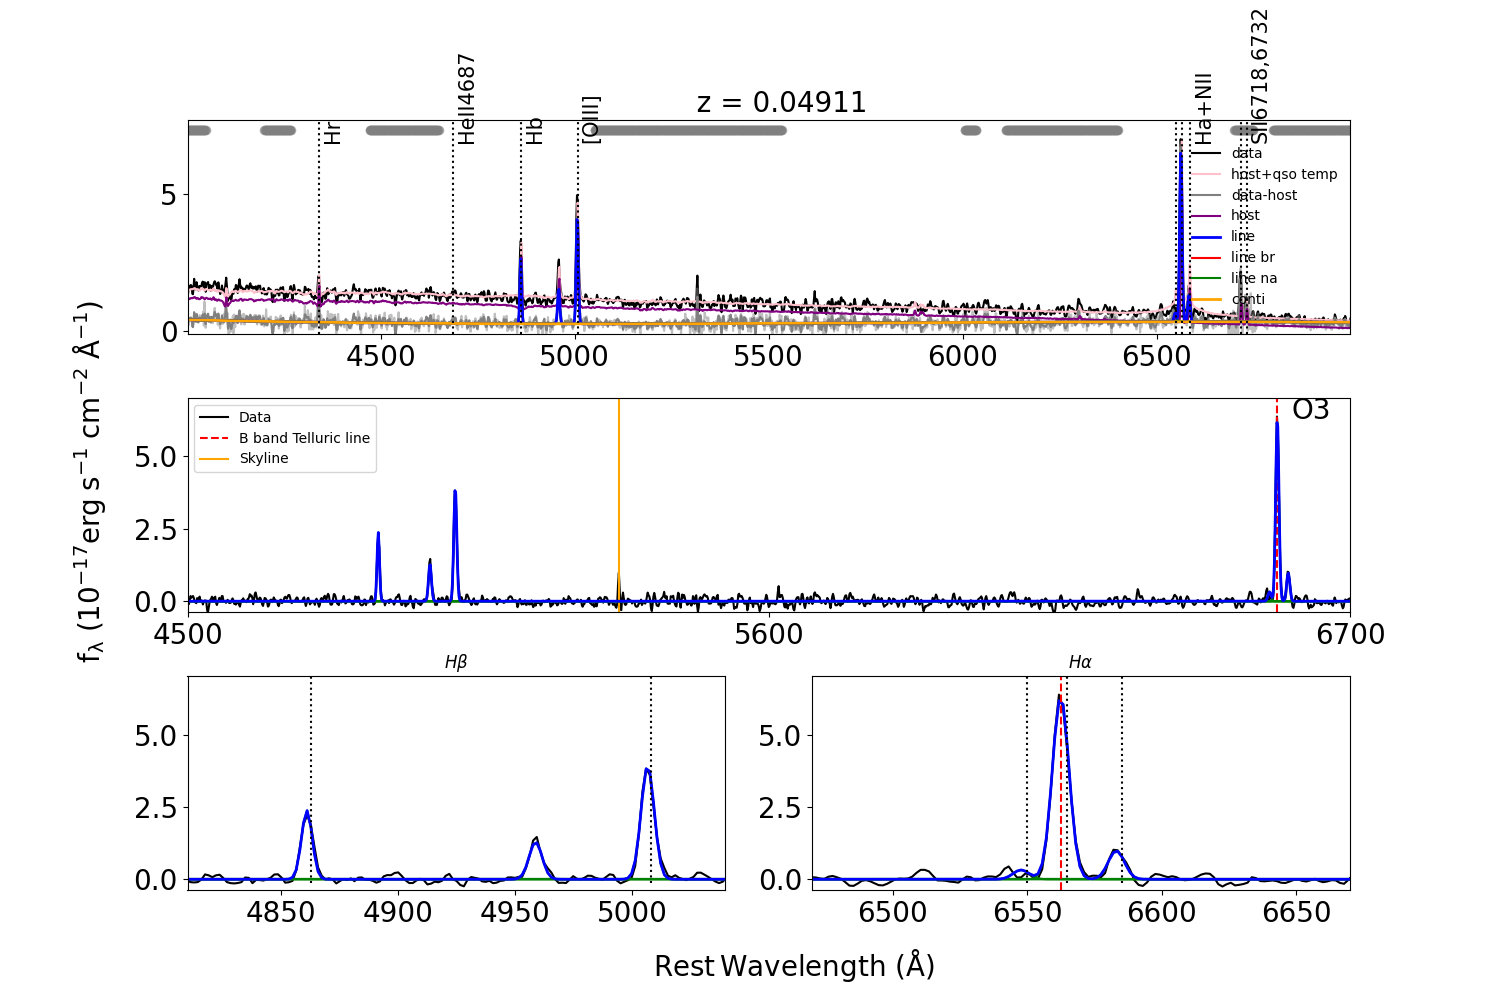 z = 0.04911
Hr
HeII4687
Hb
[OIII]
Ha+NII
SII6718,6732
data
host+qso temp
data-host
host
line
line br
line na
conti
5
0
4500 5000 5500 6000 6500
Data
B band Telluric line
Skyline
O3
5.0
2.5
0.0
4500 5600 6700
fλ (10⁻¹⁷erg s⁻¹ cm⁻² Å⁻¹)
Hβ
5.0
2.5
0.0
4850 4900 4950 5000
Hα
5.0
2.5
0.0
6500 6550 6600 6650
Rest Wavelength (Å)